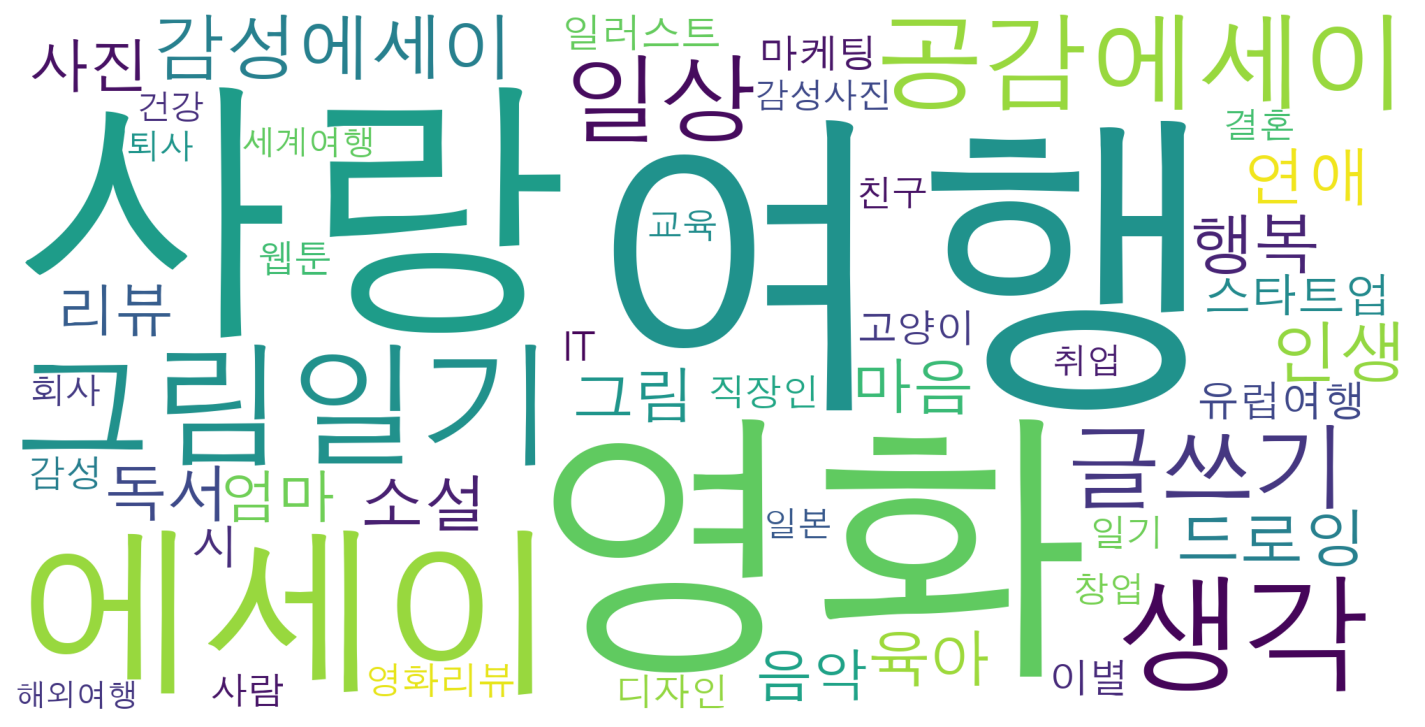 사진
감성에세이
일러스트
마케팅
공감에세이
건강
일상
감성사진
결혼
퇴사
세계여행
사랑
여행
친구
연애
교육
웹툰
행복
리뷰
스타트업
고양이
인생
IT
취업
그림일기
회사
그림
직장인
마음
유럽여행
감성
독서
엄마
소설
글쓰기
시
영화
일본
일기
드로잉
에세이
창업
생각
해외여행
사람
영화리뷰
디자인
음악
육아
이별